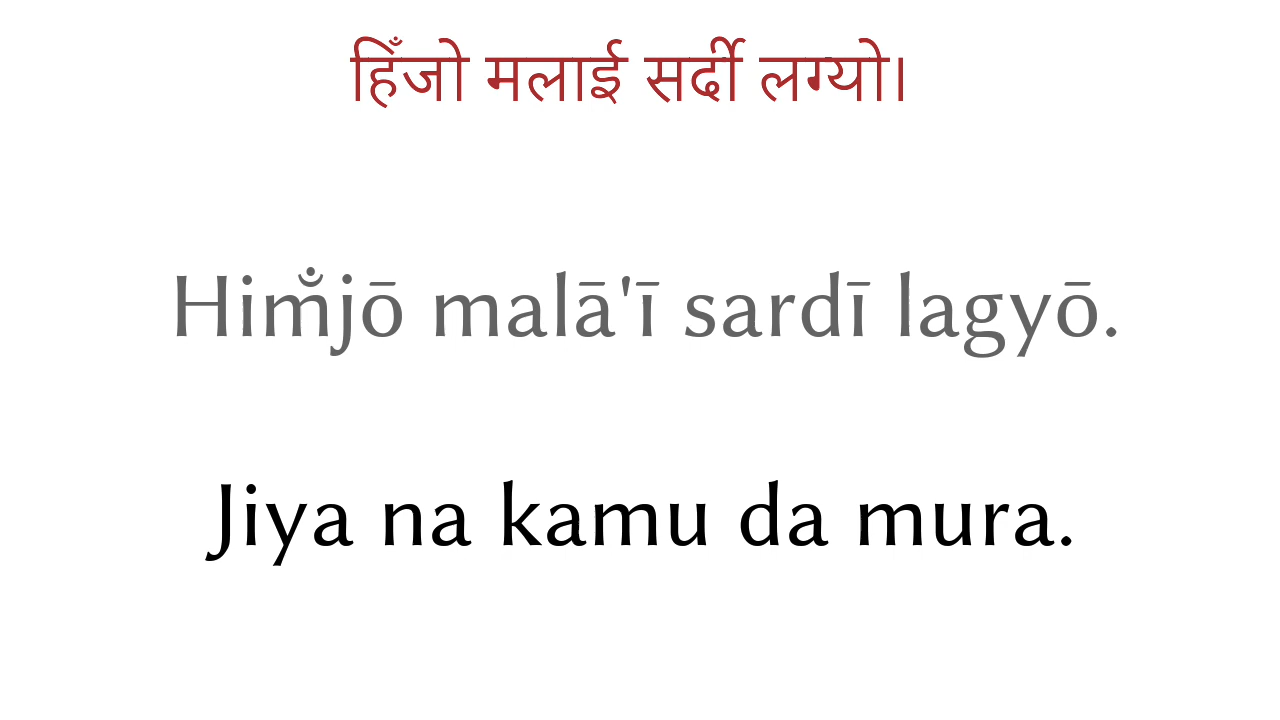 हिँजो मलाई सर्दी लग्यो।
Him̐jō malā'ī sardī lagyō.
Jiya na kamu da mura.